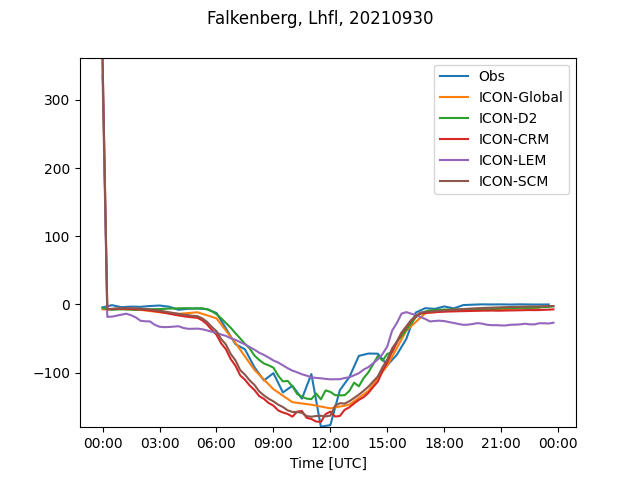 Falkenberg, Lhfl, 20210930
300
200
100
0
−100
Obs
ICON-Global
ICON-D2
ICON-CRM
ICON-LEM
ICON-SCM
00:00 03:00 06:00 09:00 12:00 15:00 18:00 21:00 00:00
Time [UTC]